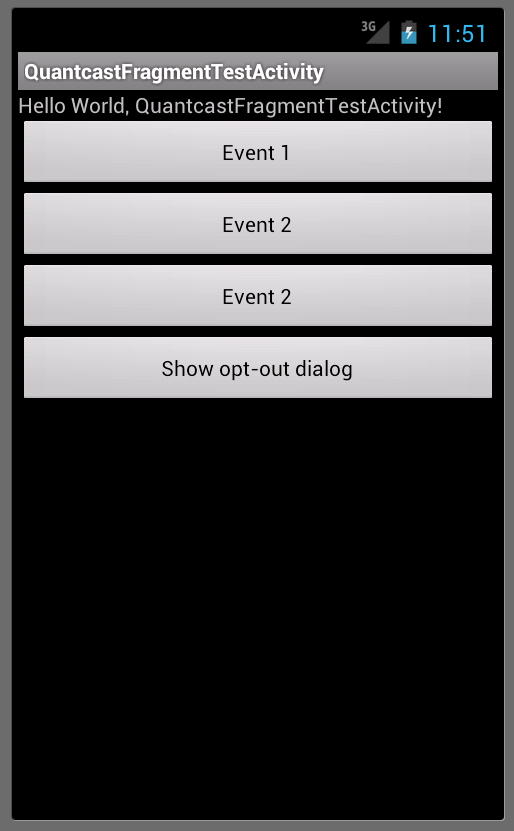 3G 11:51
QuantcastFragmentTestActivity
Hello World, QuantcastFragmentTestActivity!
Event 1
Event 2
Event 2
Show opt-out dialog